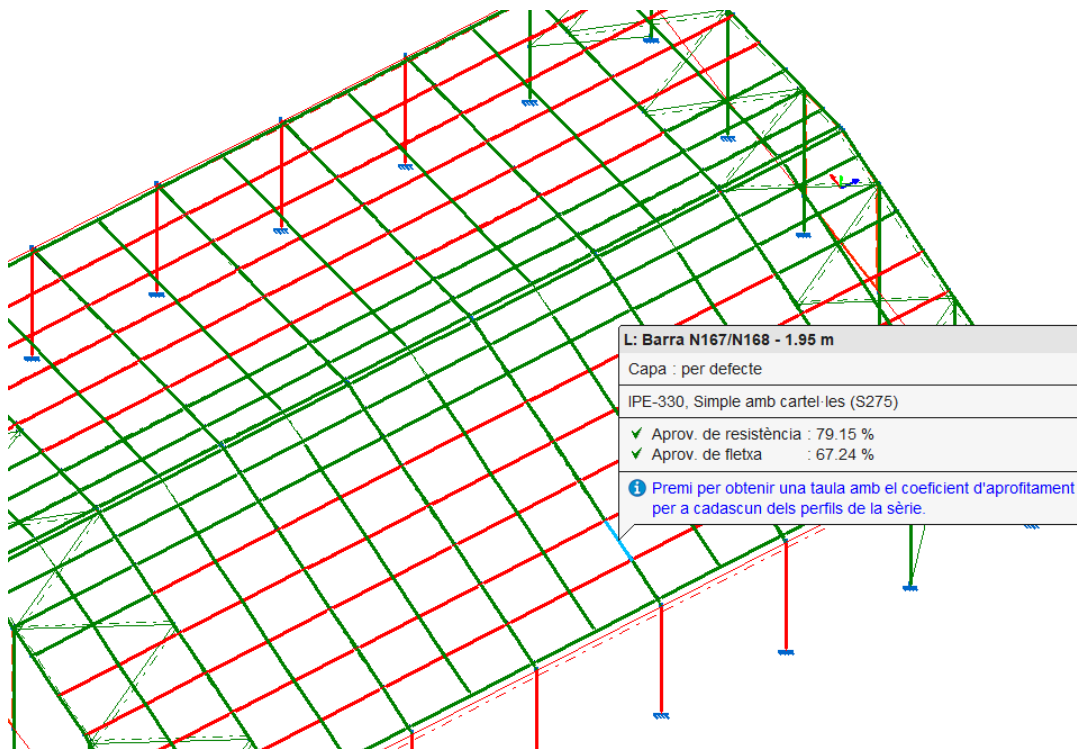 L: Barra N167/N168 - 1.95 m
Capa : per defecte
IPE-330, Simple amb cartel·les (S275)
Aprov. de resistència : 79.15 %
Aprov. de fletxa : 67.24 %
Premi per obtenir una taula amb el coeficient d'aprofitament
per a cadascun dels perfils de la sèrie.